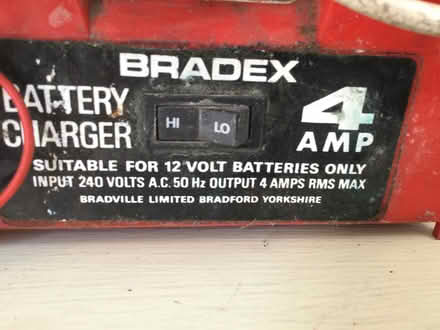 BRADEX
BATTERY
CHARGER
HI LO
4
AMP
SUITABLE FOR 12 VOLT BATTERIES ONLY
INPUT 240 VOLTS A.C. 50 Hz OUTPUT 4 AMPS RMS MAX
BRADVILLE LIMITED BRADFORD YORKSHIRE